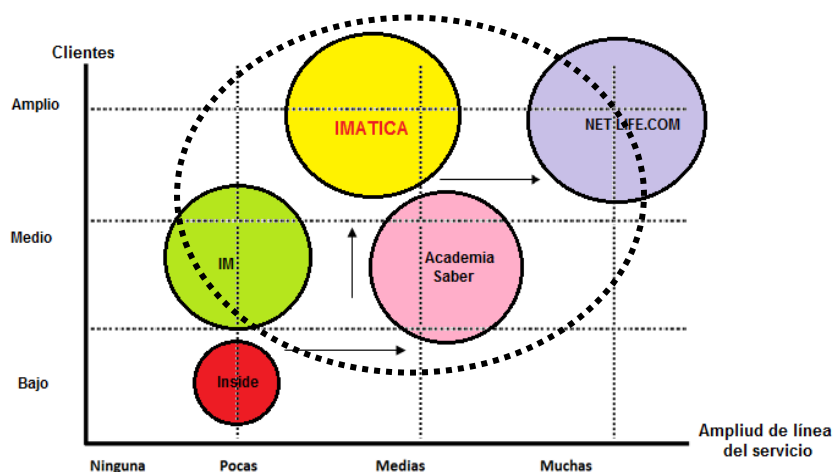 Clientes
Amplio
IMATICA
NET LIFE.COM
Medio
IM
Academia
Saber
Bajo
Inside
Ampliud de línea
del servicio
Ninguna Pocas Medias Muchas